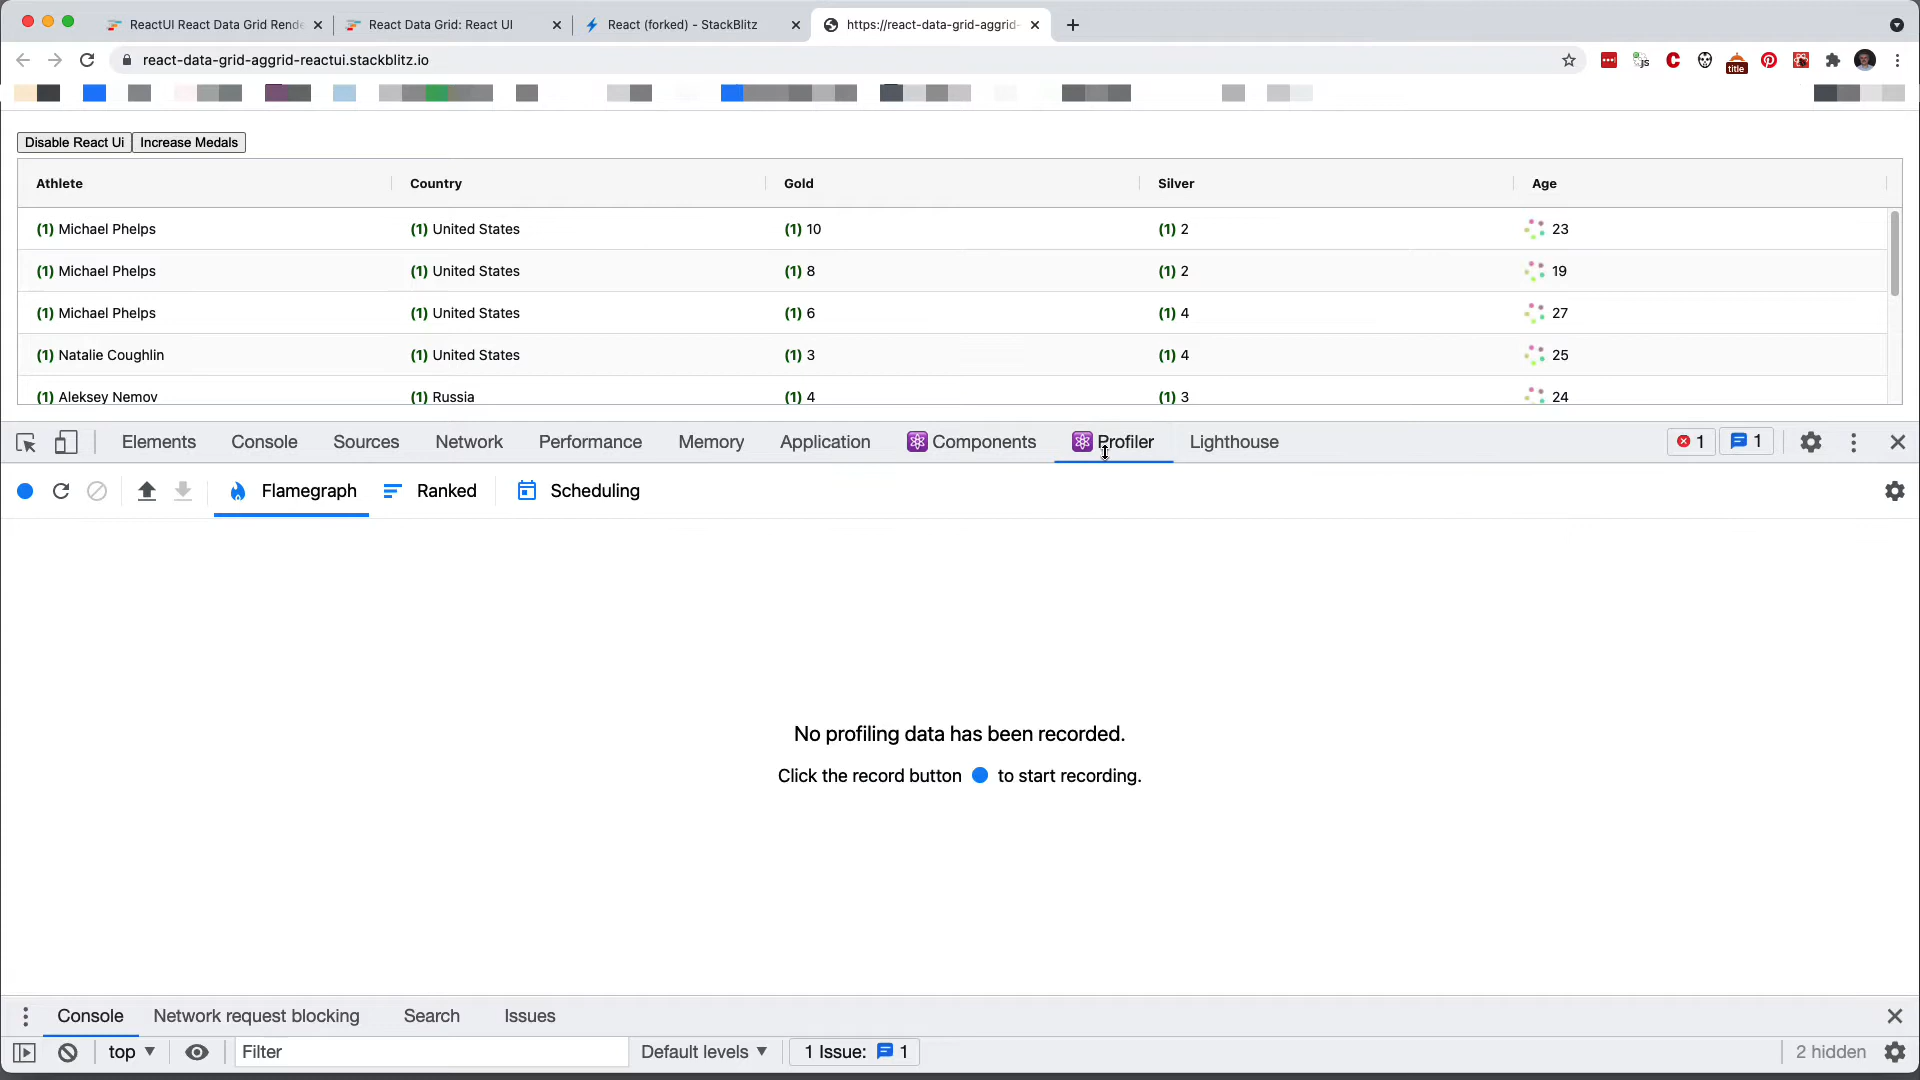 ReactUI React Data Grid Rende
React Data Grid: React UI
React (forked) - StackBlitz
https://react-data-grid-aggrid-
react-data-grid-aggrid-reactui.stackblitz.io
JS
C
title
Disable React Ui Increase Medals
Athlete Country Gold Silver Age
(1) Michael Phelps (1) United States (1) 10 (1) 2 23
(1) Michael Phelps (1) United States (1) 8 (1) 2 19
(1) Michael Phelps (1) United States (1) 6 (1) 4 27
(1) Natalie Coughlin (1) United States (1) 3 (1) 4 25
(1) Aleksey Nemov (1) Russia (1) 4 (1) 3 24
Elements Console Sources Network Performance Memory Application Components Profiler Lighthouse 1 1
Flamegraph Ranked Scheduling
No profiling data has been recorded.
Click the record button to start recording.
Console Network request blocking Search Issues
top Filter Default levels 1 Issue: 1 2 hidden